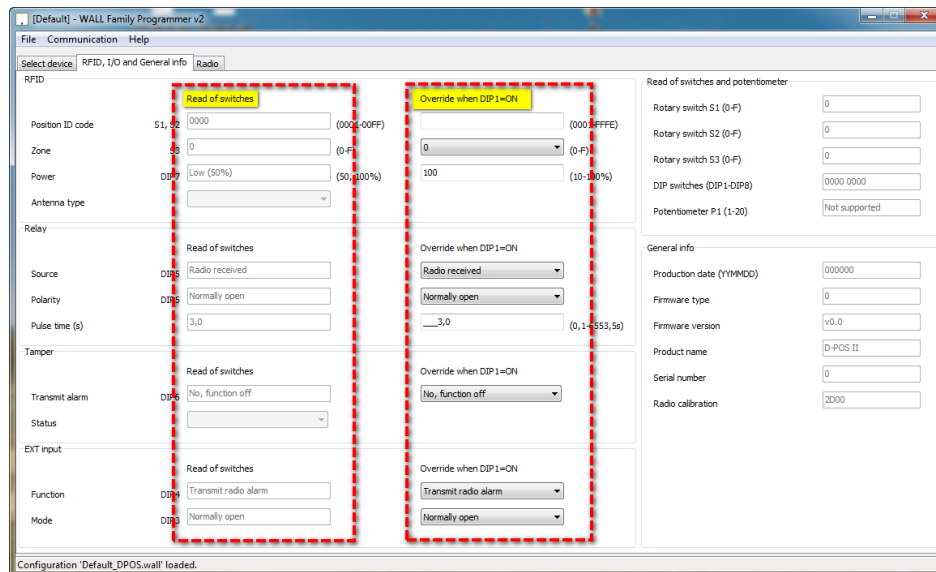 [Default] - WALL Family Programmer v2
File Communication Help
Select device RFID, I/O and General info Radio
RFID
Read of switches Override when DIP1=ON
Position ID code S1, S2 0000 (0001-00FF) (0001-FFFE)
Zone S3 0 (0-F) 0 (0-F)
Power DIP7 Low (50%) (50, 100%) 100 (10-100%)
Antenna type
Relay
Read of switches Override when DIP1=ON
Source DIP5 Radio received Radio received
Polarity DIP5 Normally open Normally open
Pulse time (s) 3,0 ___3,0 (0,1-6553,5s)
Tamper
Read of switches Override when DIP1=ON
Transmit alarm DIP6 No, function off No, function off
Status
EXT input
Read of switches Override when DIP1=ON
Function DIP4 Transmit radio alarm Transmit radio alarm
Mode DIP3 Normally open Normally open
Read of switches and potentiometer
Rotary switch S1 (0-F) 0
Rotary switch S2 (0-F) 0
Rotary switch S3 (0-F) 0
DIP switches (DIP1-DIP8) 0000 0000
Potentiometer P1 (1-20) Not supported
General info
Production date (YYMMDD) 000000
Firmware type 0
Firmware version v0.0
Product name D-POS II
Serial number 0
Radio calibration 2D00
Configuration 'Default_DPOS.wall' loaded.